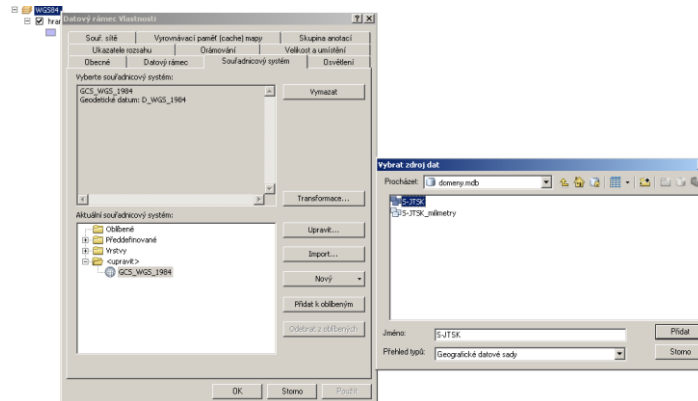 WGS84
hran
Datový rámec Vlastnosti
Souř. sítě
Vyrovnávací paměť (cache) mapy
Skupina anotací
Ukazatele rozsahu
Orámování
Velikost a umístění
Obecné
Datový rámec
Souřadnicový systém
Osvětlení
Vyberte souřadnicový systém:
GCS_WGS_1984
Geodetické datum: D_WGS_1984
Vymazat
Transformace...
Aktuální souřadnicový systém:
Oblíbené
Předdefinované
Vrstvy
<upravit>
GCS_WGS_1984
Upravit...
Import...
Nový
Přidat k oblíbeným
Odebrat z oblíbených
OK
Storno
Použít
Vybrat zdroj dat
Procházet:
domeny.mdb
S-JTSK
S-JTSK_milimetry
Jméno:
S-JTSK
Přidat
Přehled typů:
Geografické datové sady
Storno